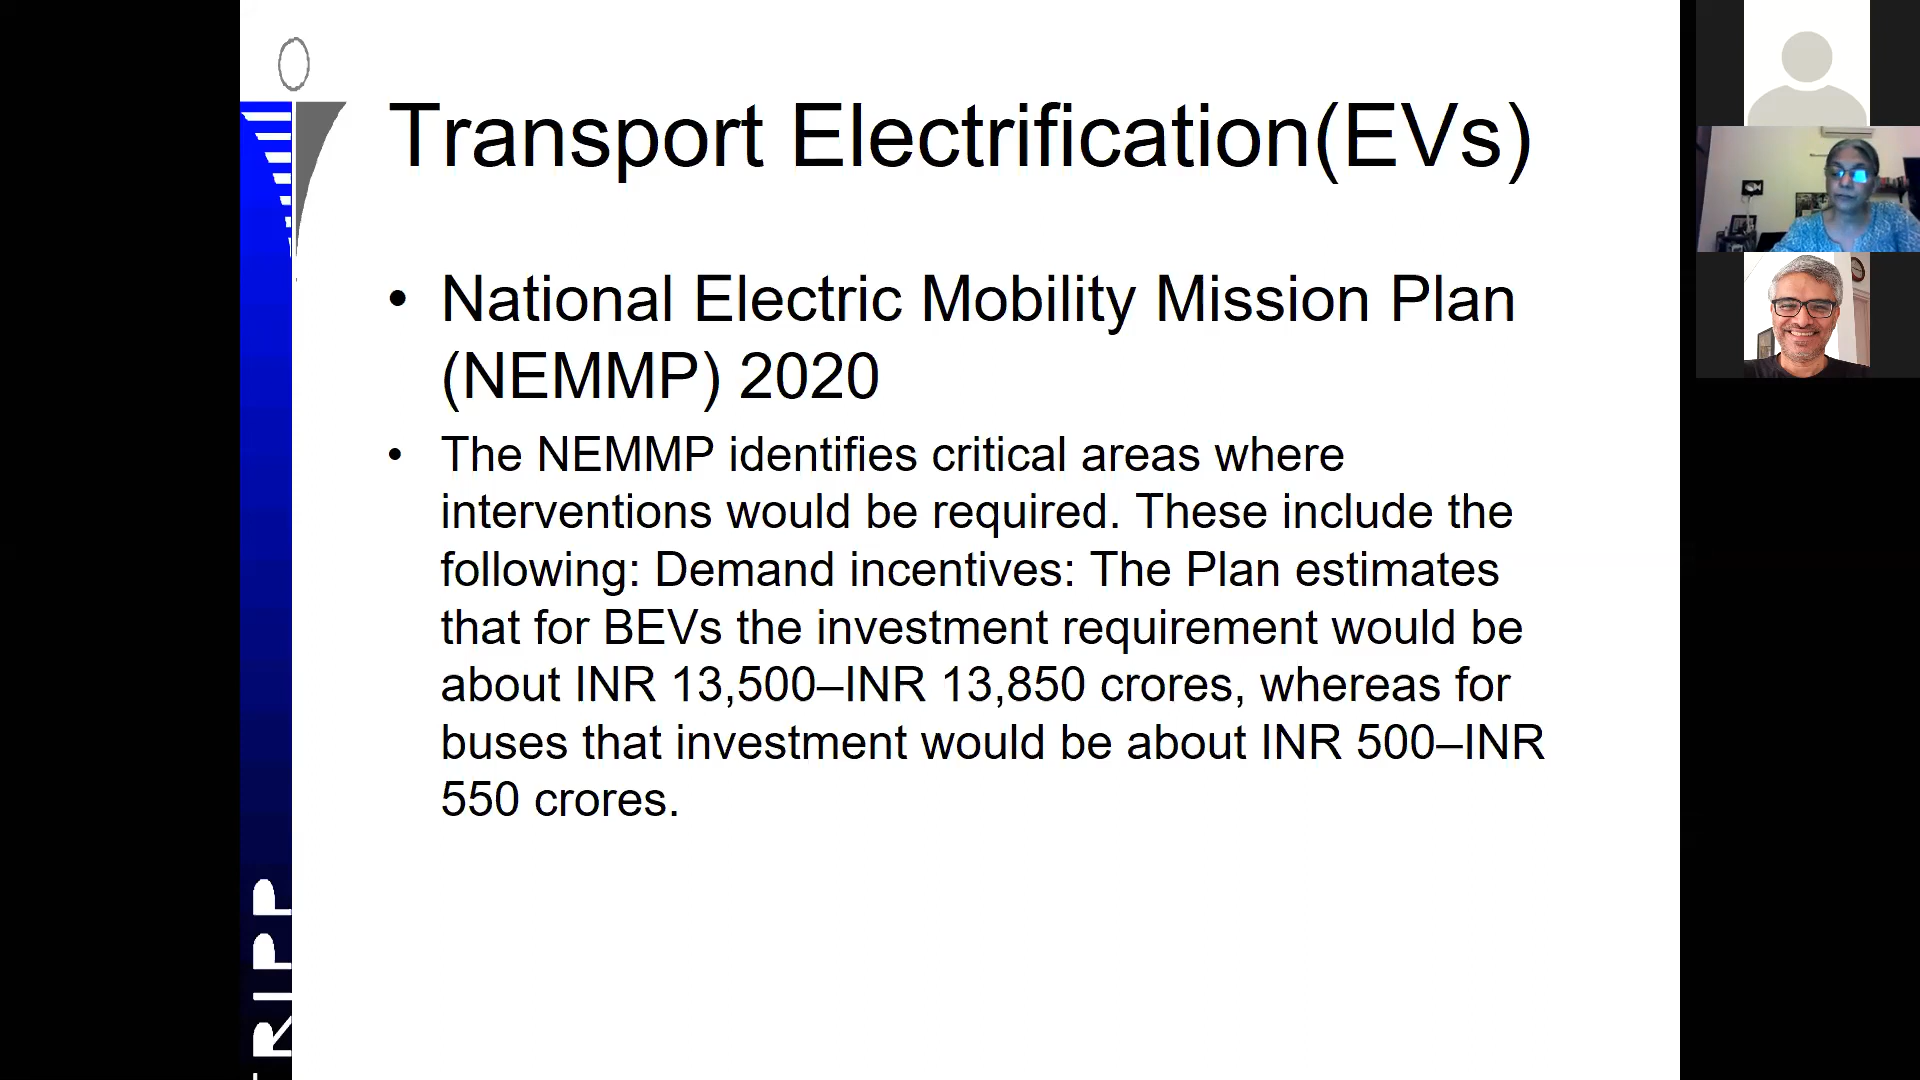 Transport Electrification(EVs)
• National Electric Mobility Mission Plan
(NEMMP) 2020
• The NEMMP identifies critical areas where
interventions would be required. These include the
following: Demand incentives: The Plan estimates
that for BEVs the investment requirement would be
about INR 13,500–INR 13,850 crores, whereas for
buses that investment would be about INR 500–INR
550 crores.
TRIPP